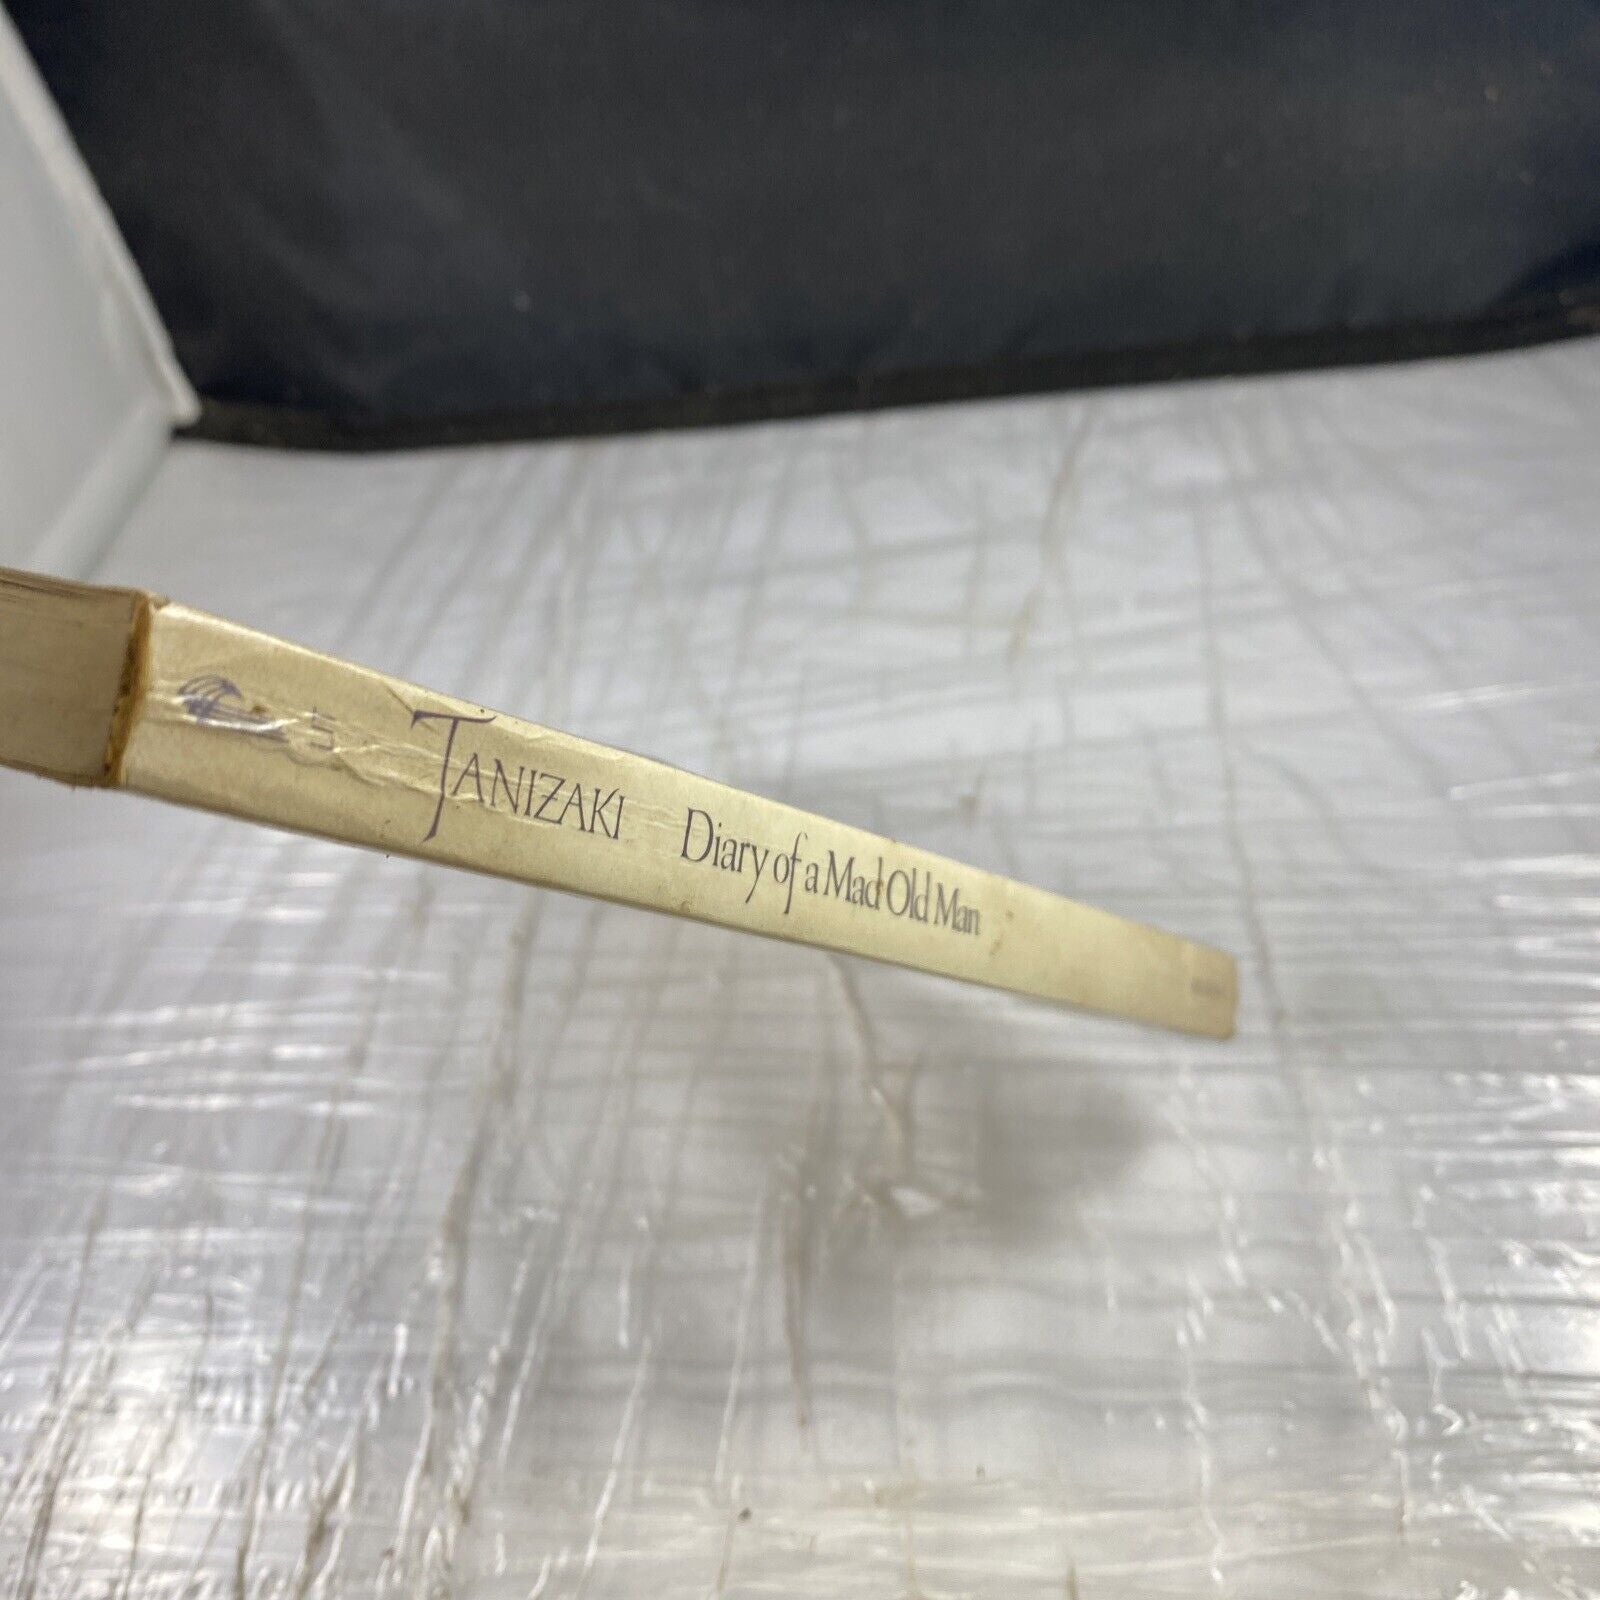 TANIZAKI Diary of a Mad Old Man